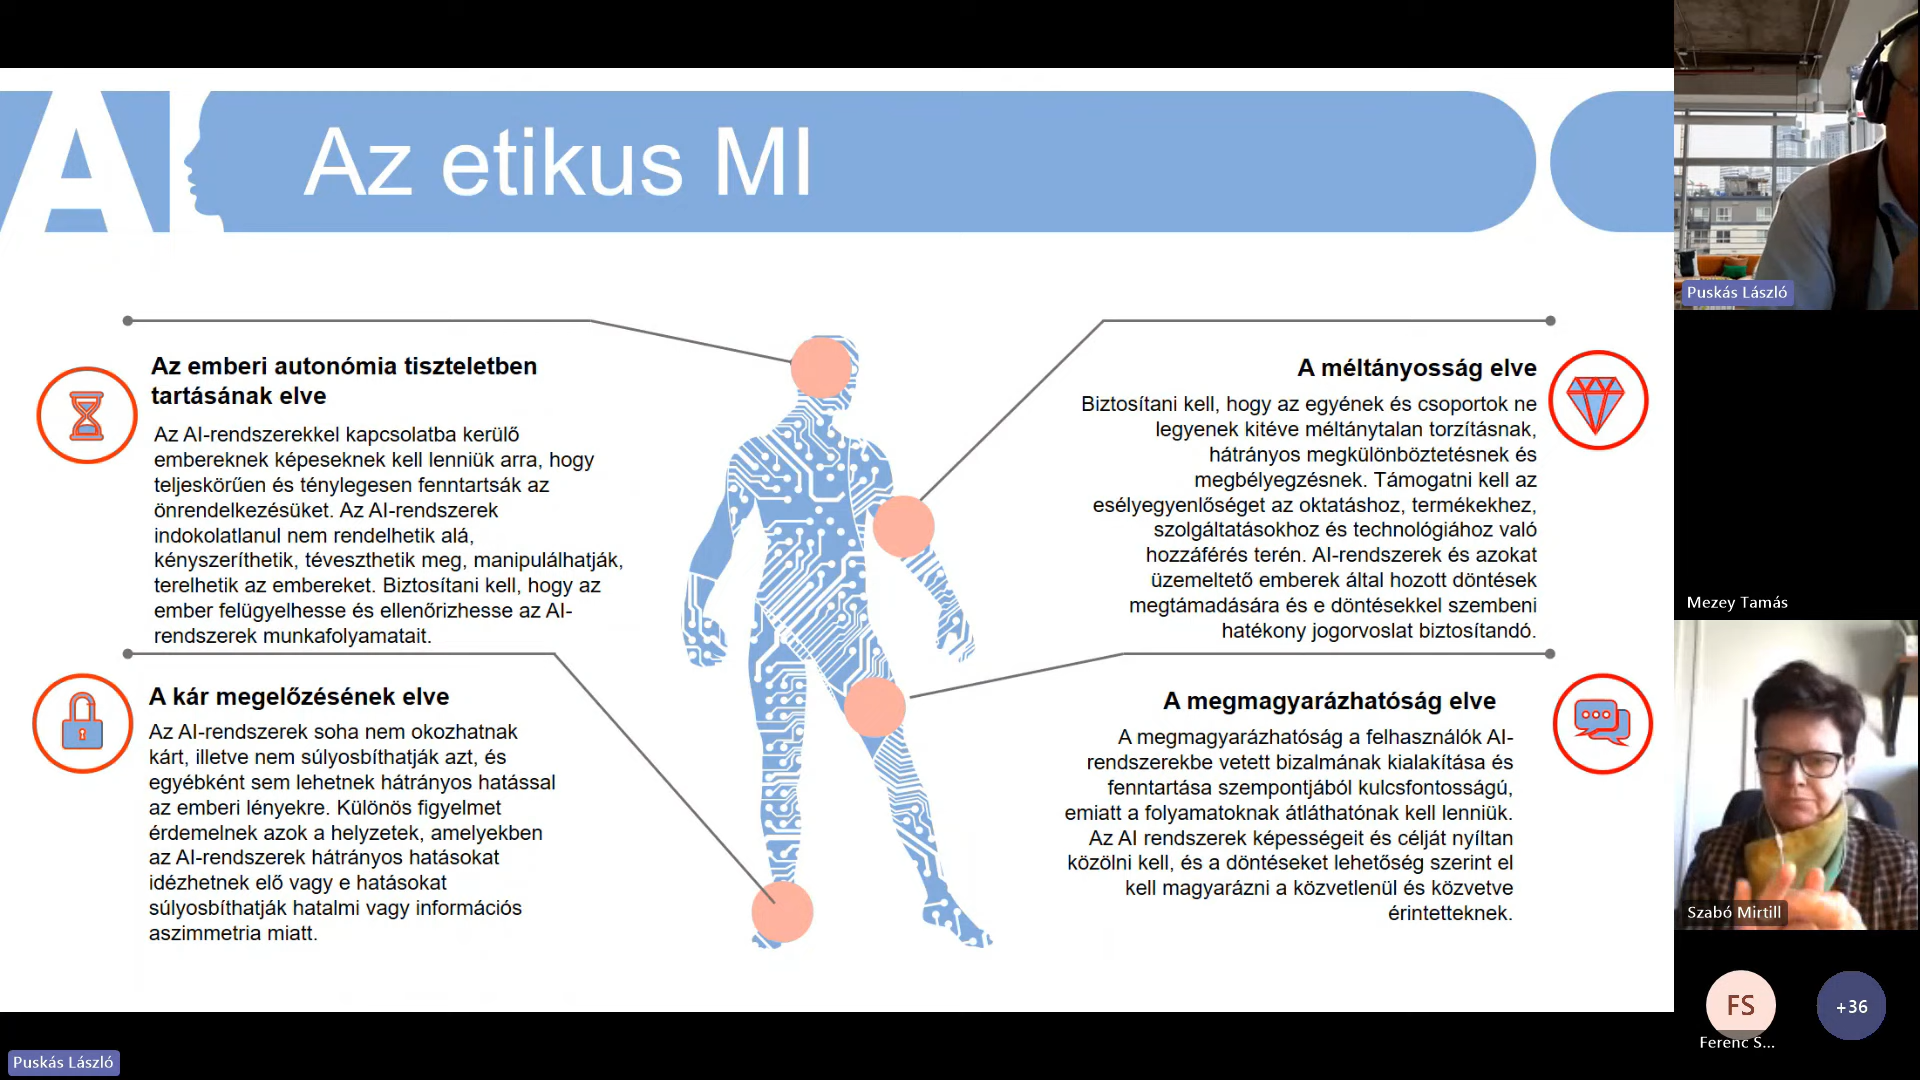 AI
Az etikus MI
Az emberi autonómia tiszteletben
tartásának elve
Az AI-rendszerekkel kapcsolatba kerülő
embereknek képeseknek kell lenniük arra, hogy
teljeskörűen és ténylegesen fenntartsák az
önrendelkezésüket. Az AI-rendszerek
indokolatlanul nem rendelhetik alá,
kényszeríthetik, téveszthetik meg, manipulálhatják,
terelhetik az embereket. Biztosítani kell, hogy az
ember felügyelhesse és ellenőrizhesse az AI-
rendszerek munkafolyamatait.
A kár megelőzésének elve
Az AI-rendszerek soha nem okozhatnak
kárt, illetve nem súlyosbíthatják azt, és
egyébként sem lehetnek hátrányos hatással
az emberi lényekre. Különös figyelmet
érdemelnek azok a helyzetek, amelyekben
az AI-rendszerek hátrányos hatásokat
idézhetnek elő vagy e hatásokat
súlyosbíthatják hatalmi vagy információs
aszimmetria miatt.
A méltányosság elve
Biztosítani kell, hogy az egyének és csoportok ne
legyenek kitéve méltánytalan torzításnak,
hátrányos megkülönböztetésnek és
megbélyegzésnek. Támogatni kell az
esélyegyenlőséget az oktatáshoz, termékekhez,
szolgáltatásokhoz és technológiához való
hozzáférés terén. AI-rendszerek és azokat
üzemeltető emberek által hozott döntések
megtámadására és e döntésekkel szembeni
hatékony jogorvoslat biztosítandó.
A megmagyarázhatóság elve
A megmagyarázhatóság a felhasználók AI-
rendszerekbe vetett bizalmának kialakítása és
fenntartása szempontjából kulcsfontosságú,
emiatt a folyamatoknak átláthatónak kell lenniük.
Az AI rendszerek képességeit és célját nyíltan
közölni kell, és a döntéseket lehetőség szerint el
kell magyarázni a közvetlenül és közvetve
érintetteknek.
Puskás László
Mezey Tamás
Szabó Mirtill
FS
+36
Ferenc S...
Puskás László